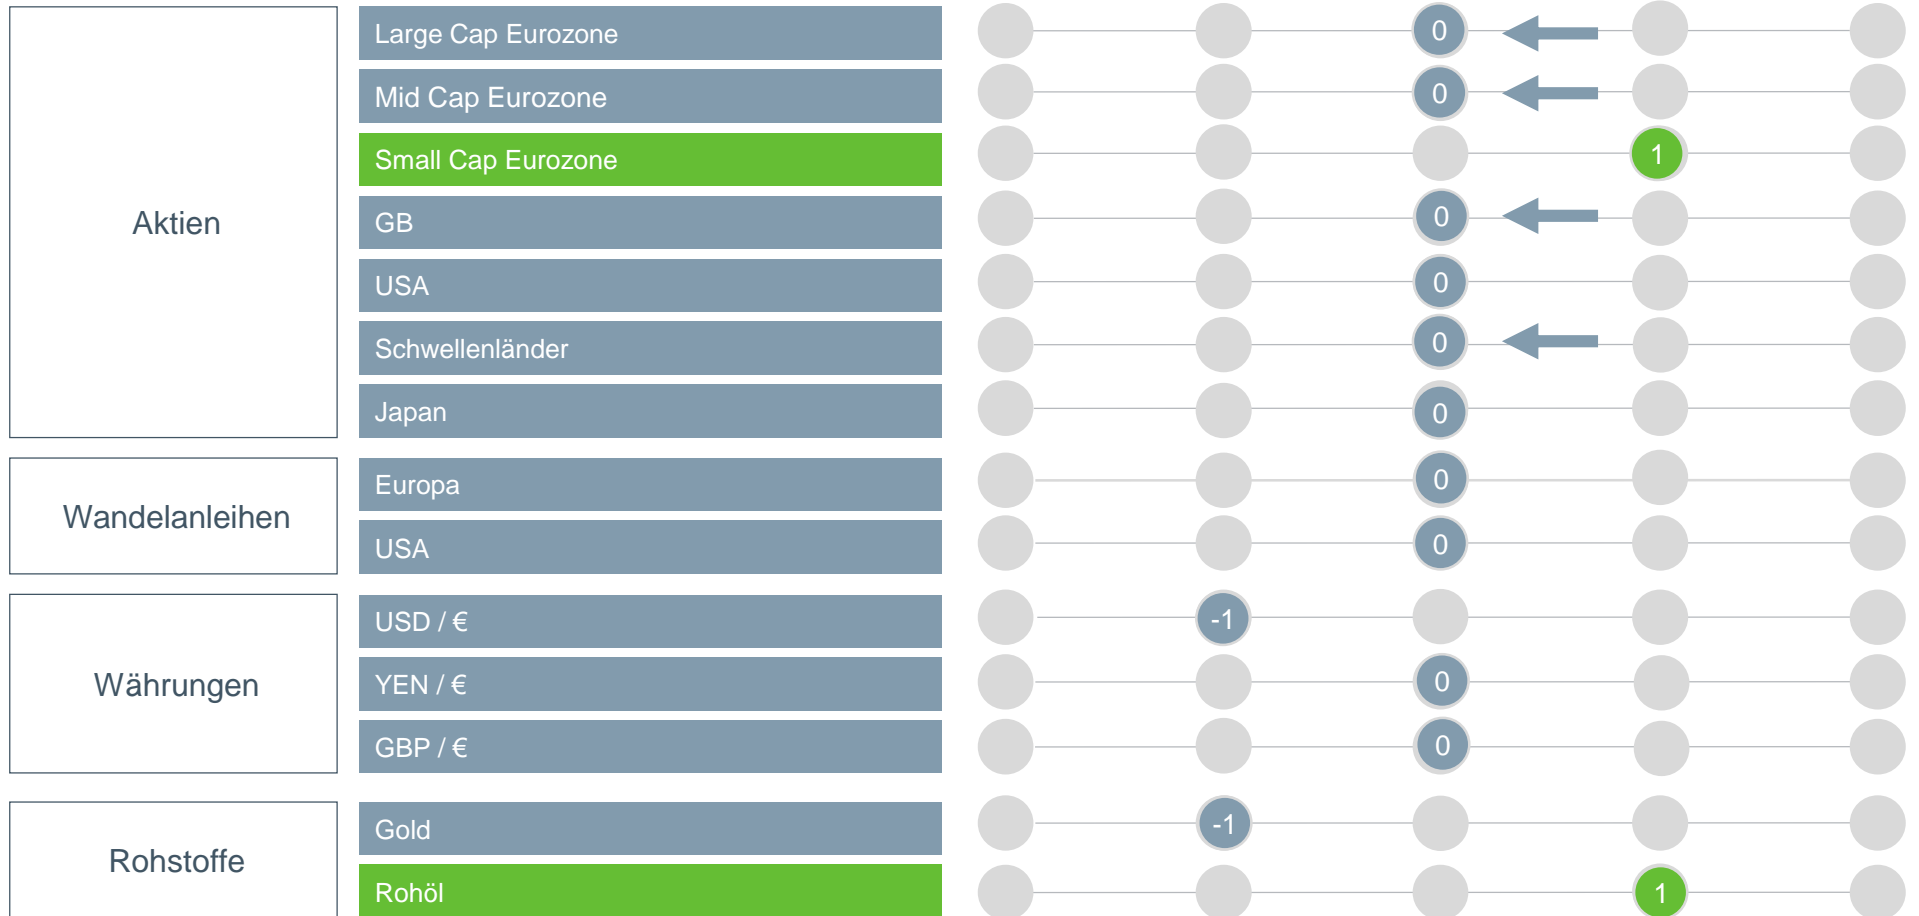 Aktien
Large Cap Eurozone 0
Mid Cap Eurozone 0
Small Cap Eurozone 1
GB 0
USA 0
Schwellenländer 0
Japan 0
Wandelanleihen
Europa 0
USA 0
Währungen
USD / € -1
YEN / € 0
GBP / € 0
Rohstoffe
Gold -1
Rohöl 1